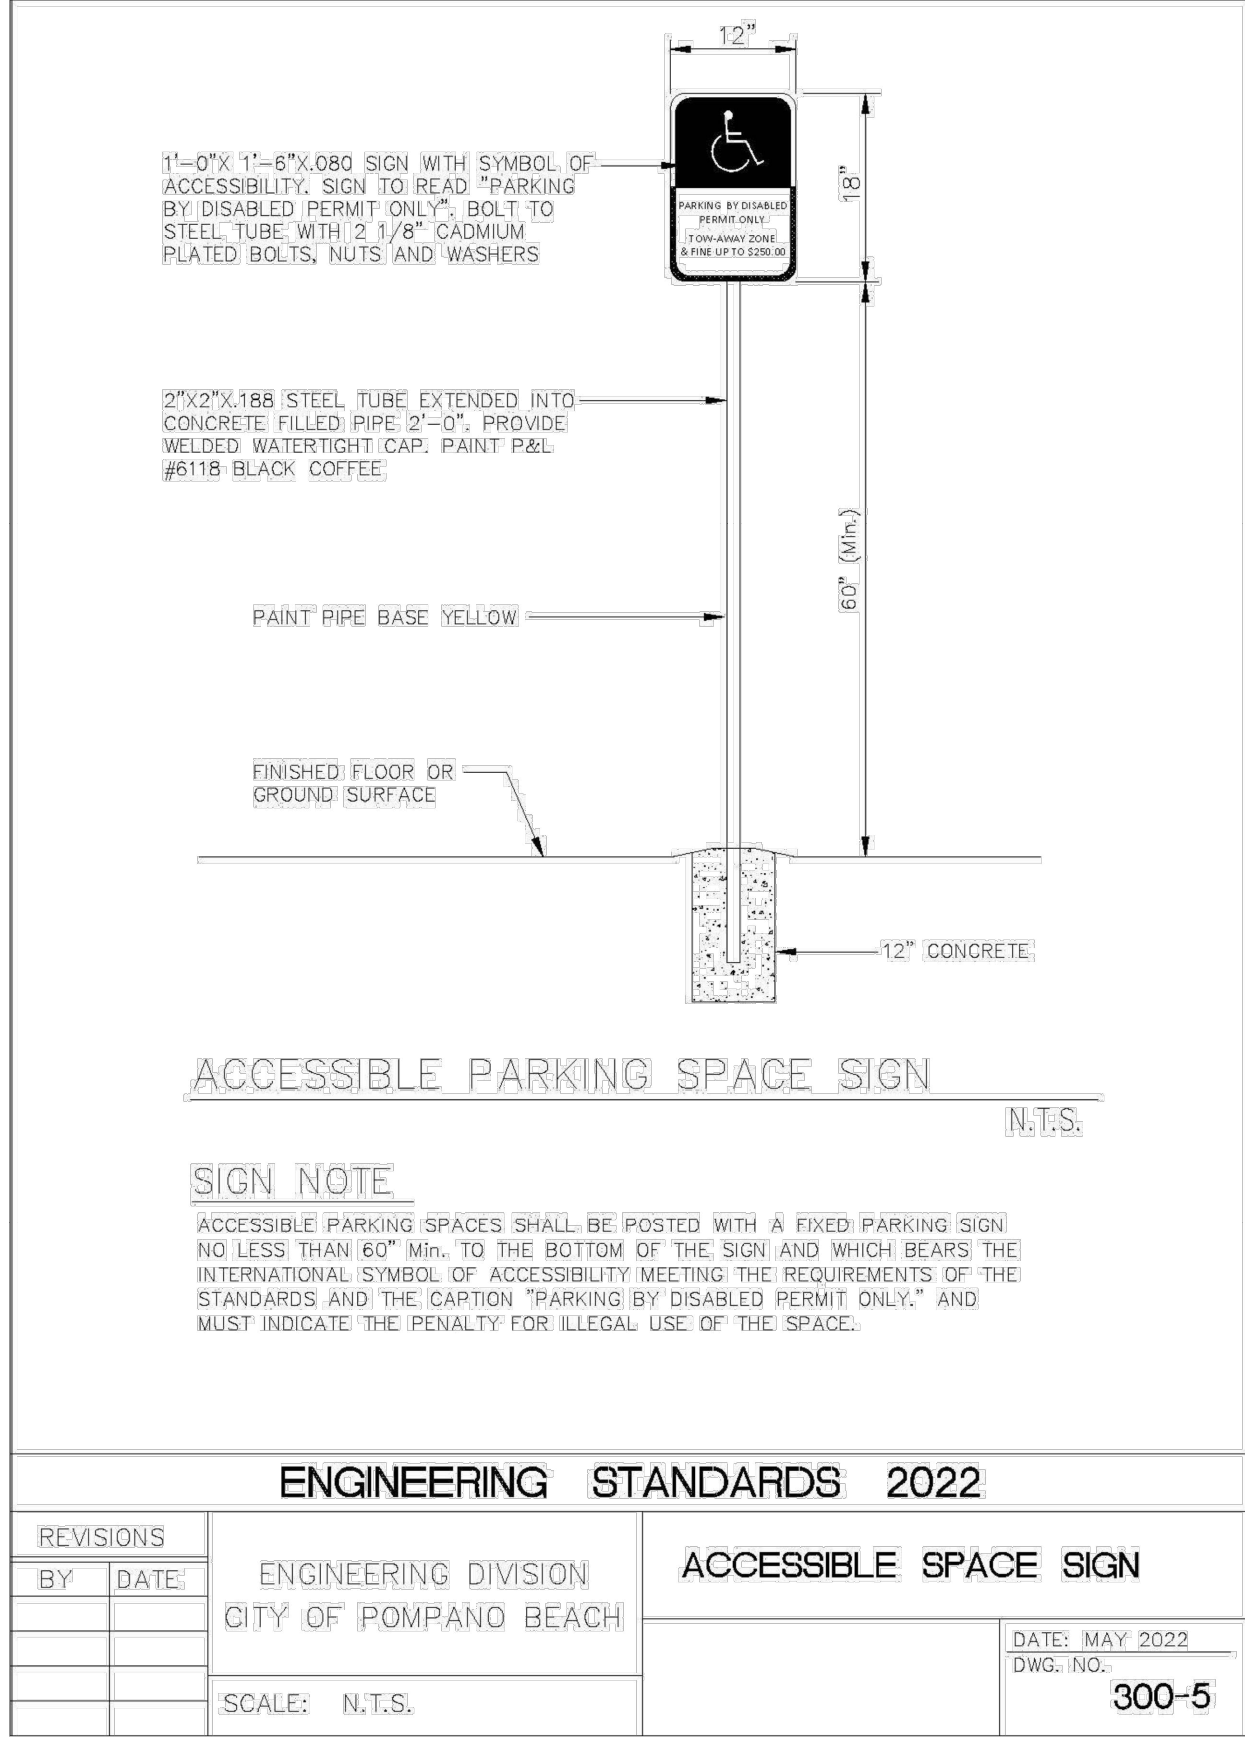 12"
1'-0"X 1'-6"X.080 SIGN WITH SYMBOL OF
ACCESSIBILITY. SIGN TO READ "PARKING
BY DISABLED PERMIT ONLY". BOLT TO
STEEL TUBE WITH 2 1/8" CADMIUM
PLATED BOLTS, NUTS AND WASHERS
PARKING BY DISABLED
PERMIT ONLY
TOW-AWAY ZONE
& FINE UP TO $250.00
18"
2"X2"X.188 STEEL TUBE EXTENDED INTO
CONCRETE FILLED PIPE 2'-0". PROVIDE
WELDED WATERTIGHT CAP. PAINT P&L
#6118 BLACK COFFEE
60" (Min.)
PAINT PIPE BASE YELLOW
FINISHED FLOOR OR
GROUND SURFACE
12" CONCRETE
ACCESSIBLE PARKING SPACE SIGN
N.T.S.
SIGN NOTE
ACCESSIBLE PARKING SPACES SHALL BE POSTED WITH A FIXED PARKING SIGN
NO LESS THAN 60" Min. TO THE BOTTOM OF THE SIGN AND WHICH BEARS THE
INTERNATIONAL SYMBOL OF ACCESSIBILITY MEETING THE REQUIREMENTS OF THE
STANDARDS AND THE CAPTION "PARKING BY DISABLED PERMIT ONLY." AND
MUST INDICATE THE PENALTY FOR ILLEGAL USE OF THE SPACE.
ENGINEERING STANDARDS 2022
REVISIONS
BY DATE
ENGINEERING DIVISION
CITY OF POMPANO BEACH
SCALE: N.T.S.
ACCESSIBLE SPACE SIGN
DATE: MAY 2022
DWG. NO.
300-5